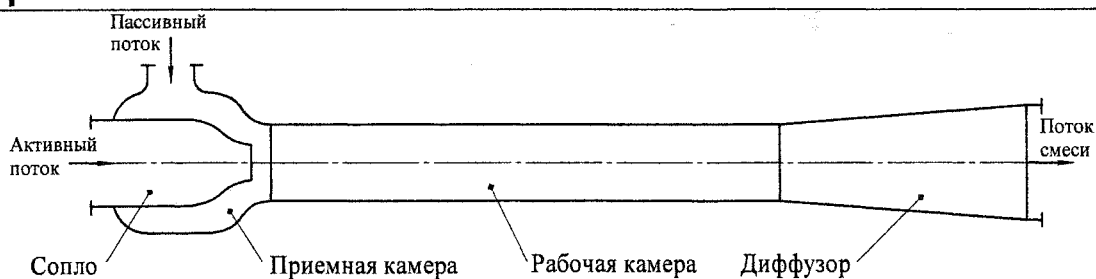 Пассивный
поток
Активный
поток
Поток
смеси
Сопло
Приемная камера
Рабочая камера
Диффузор